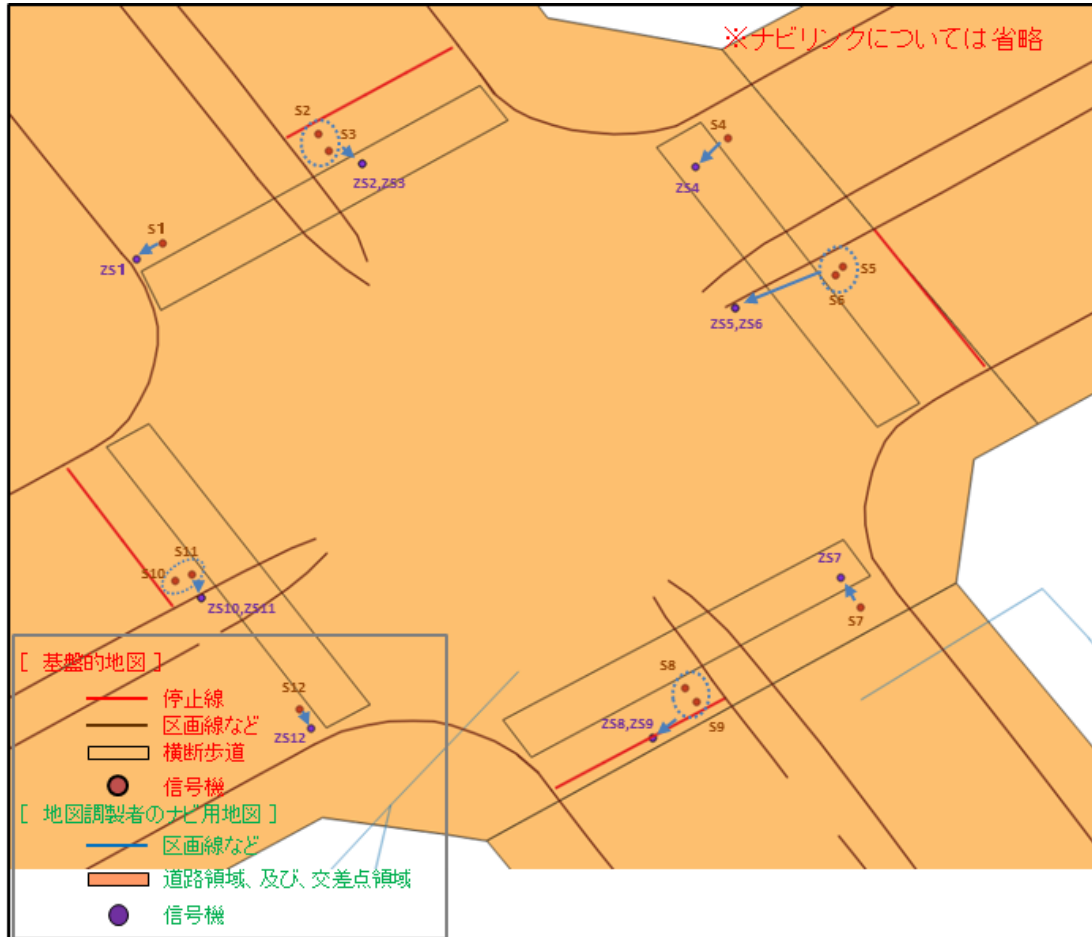 ※ナビリンクについては省略
S2
S3
S4
ZS2,ZS3
ZS4
S1
ZS1
S5
S6
ZS5,ZS6
S11
S10
ZS7
ZS10,ZS11
S7
[ 基盤的地図 ]
停止線
区画線など
横断歩道
信号機
[ 地図調製者のナビ用地図 ]
区画線など
道路領域、及び、交差点領域
信号機
S12
ZS12
S8
ZS8,ZS9
S9